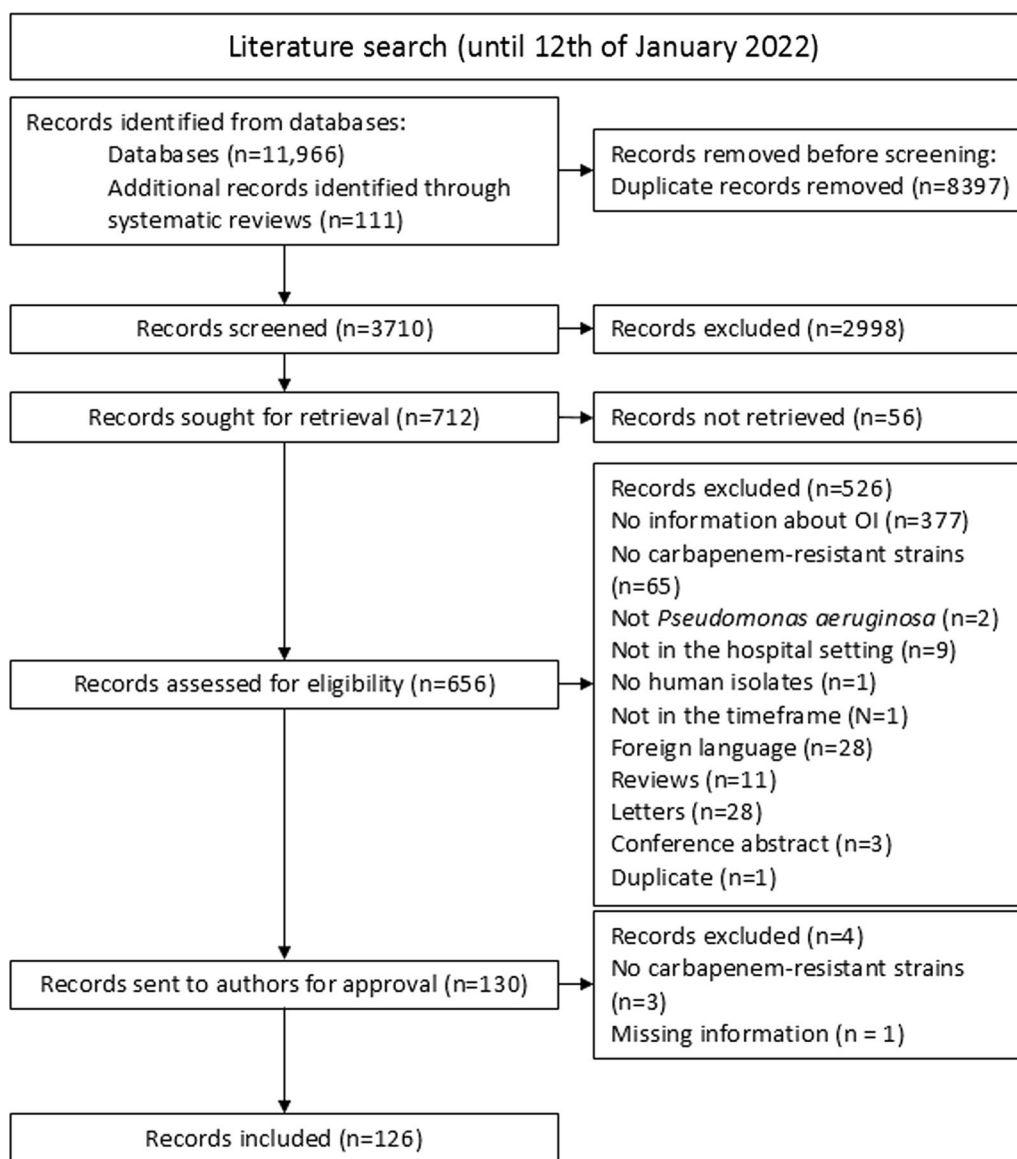 Literature search (until 12th of January 2022)
Records identified from databases:
Databases (n=11,966)
Additional records identified through
systematic reviews (n=111)
Records removed before screening:
Duplicate records removed (n=8397)
Records screened (n=3710)
Records excluded (n=2998)
Records sought for retrieval (n=712)
Records not retrieved (n=56)
Records assessed for eligibility (n=656)
Records excluded (n=526)
No information about OI (n=377)
No carbapenem-resistant strains
(n=65)
Not Pseudomonas aeruginosa (n=2)
Not in the hospital setting (n=9)
No human isolates (n=1)
Not in the timeframe (N=1)
Foreign language (n=28)
Reviews (n=11)
Letters (n=28)
Conference abstract (n=3)
Duplicate (n=1)
Records sent to authors for approval (n=130)
Records excluded (n=4)
No carbapenem-resistant strains
(n=3)
Missing information (n = 1)
Records included (n=126)